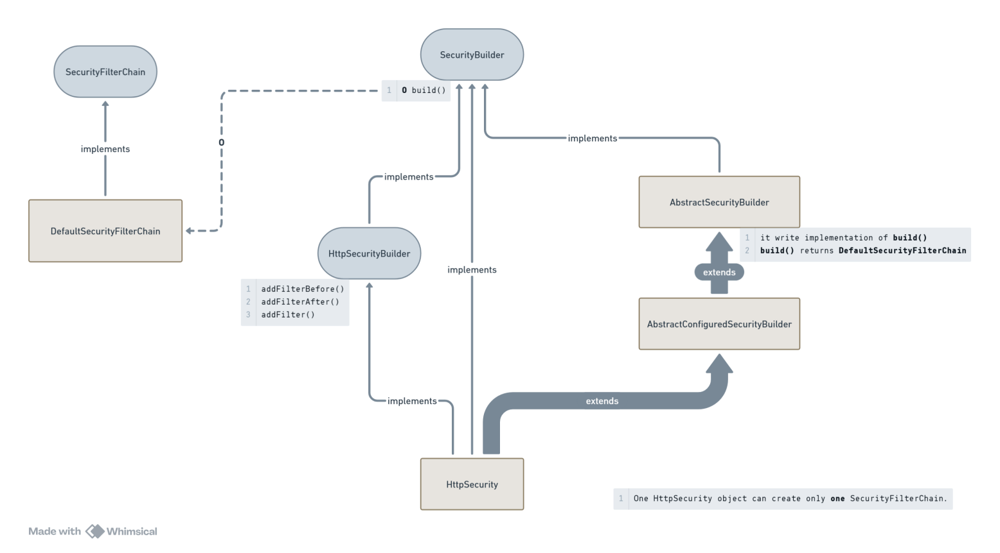 SecurityBuilder
SecurityFilterChain
1 O build()
implements
O
implements
implements
implements
AbstractSecurityBuilder
DefaultSecurityFilterChain
1 it write implementation of build()
2 build() returns DefaultSecurityFilterChain
HttpSecurityBuilder
implements
extends
1 addFilterBefore()
2 addFilterAfter()
3 addFilter()
AbstractConfiguredSecurityBuilder
implements
extends
HttpSecurity
1 One HttpSecurity object can create only one SecurityFilterChain.
Made with Whimsical